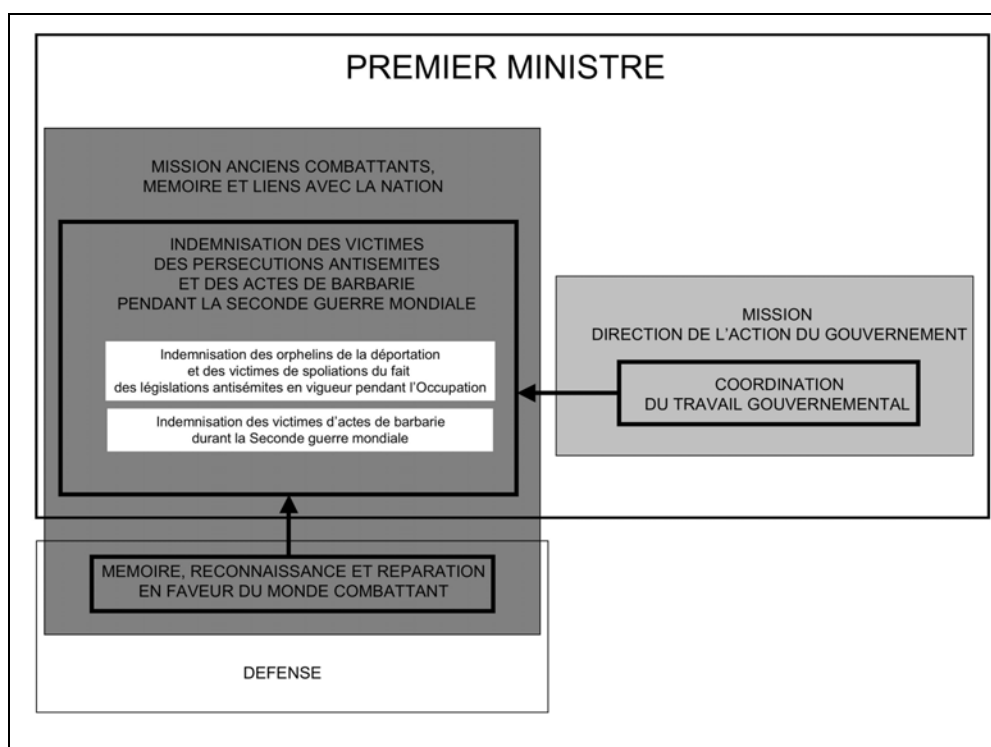 PREMIER MINISTRE
MISSION ANCIENS COMBATTANTS,
MEMOIRE ET LIENS AVEC LA NATION
INDEMNISATION DES VICTIMES
DES PERSECUTIONS ANTISEMITES
ET DES ACTES DE BARBARIE
PENDANT LA SECONDE GUERRE MONDIALE
Indemnisation des orphelins de la déportation
et des victimes de spoliations du fait
des législations antisémites en vigueur pendant l'Occupation
Indemnisation des victimes d'actes de barbarie
durant la Seconde guerre mondiale
MISSION
DIRECTION DE L'ACTION DU GOUVERNEMENT
COORDINATION
DU TRAVAIL GOUVERNEMENTAL
MEMOIRE, RECONNAISSANCE ET REPARATION
EN FAVEUR DU MONDE COMBATTANT
DEFENSE